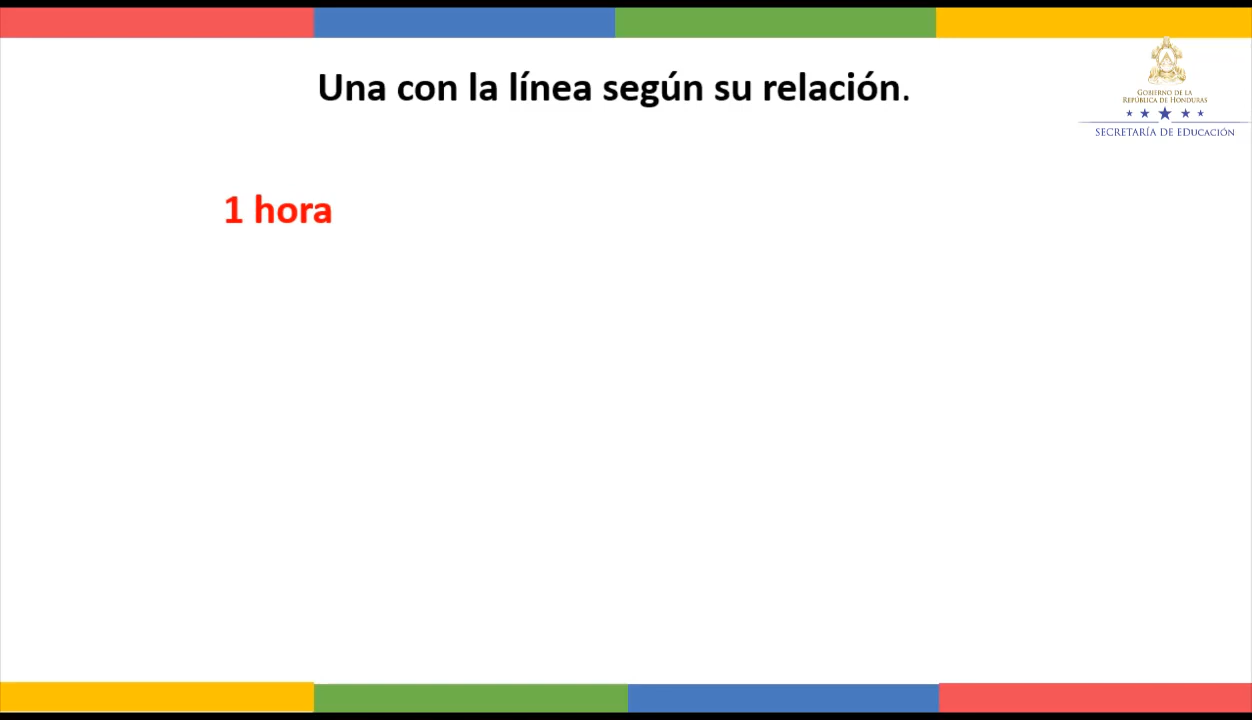 Una con la línea según su relación.
GOBIERNO DE LA
REPÚBLICA DE HONDURAS
SECRETARÍA DE EDUCACIÓN
1 hora